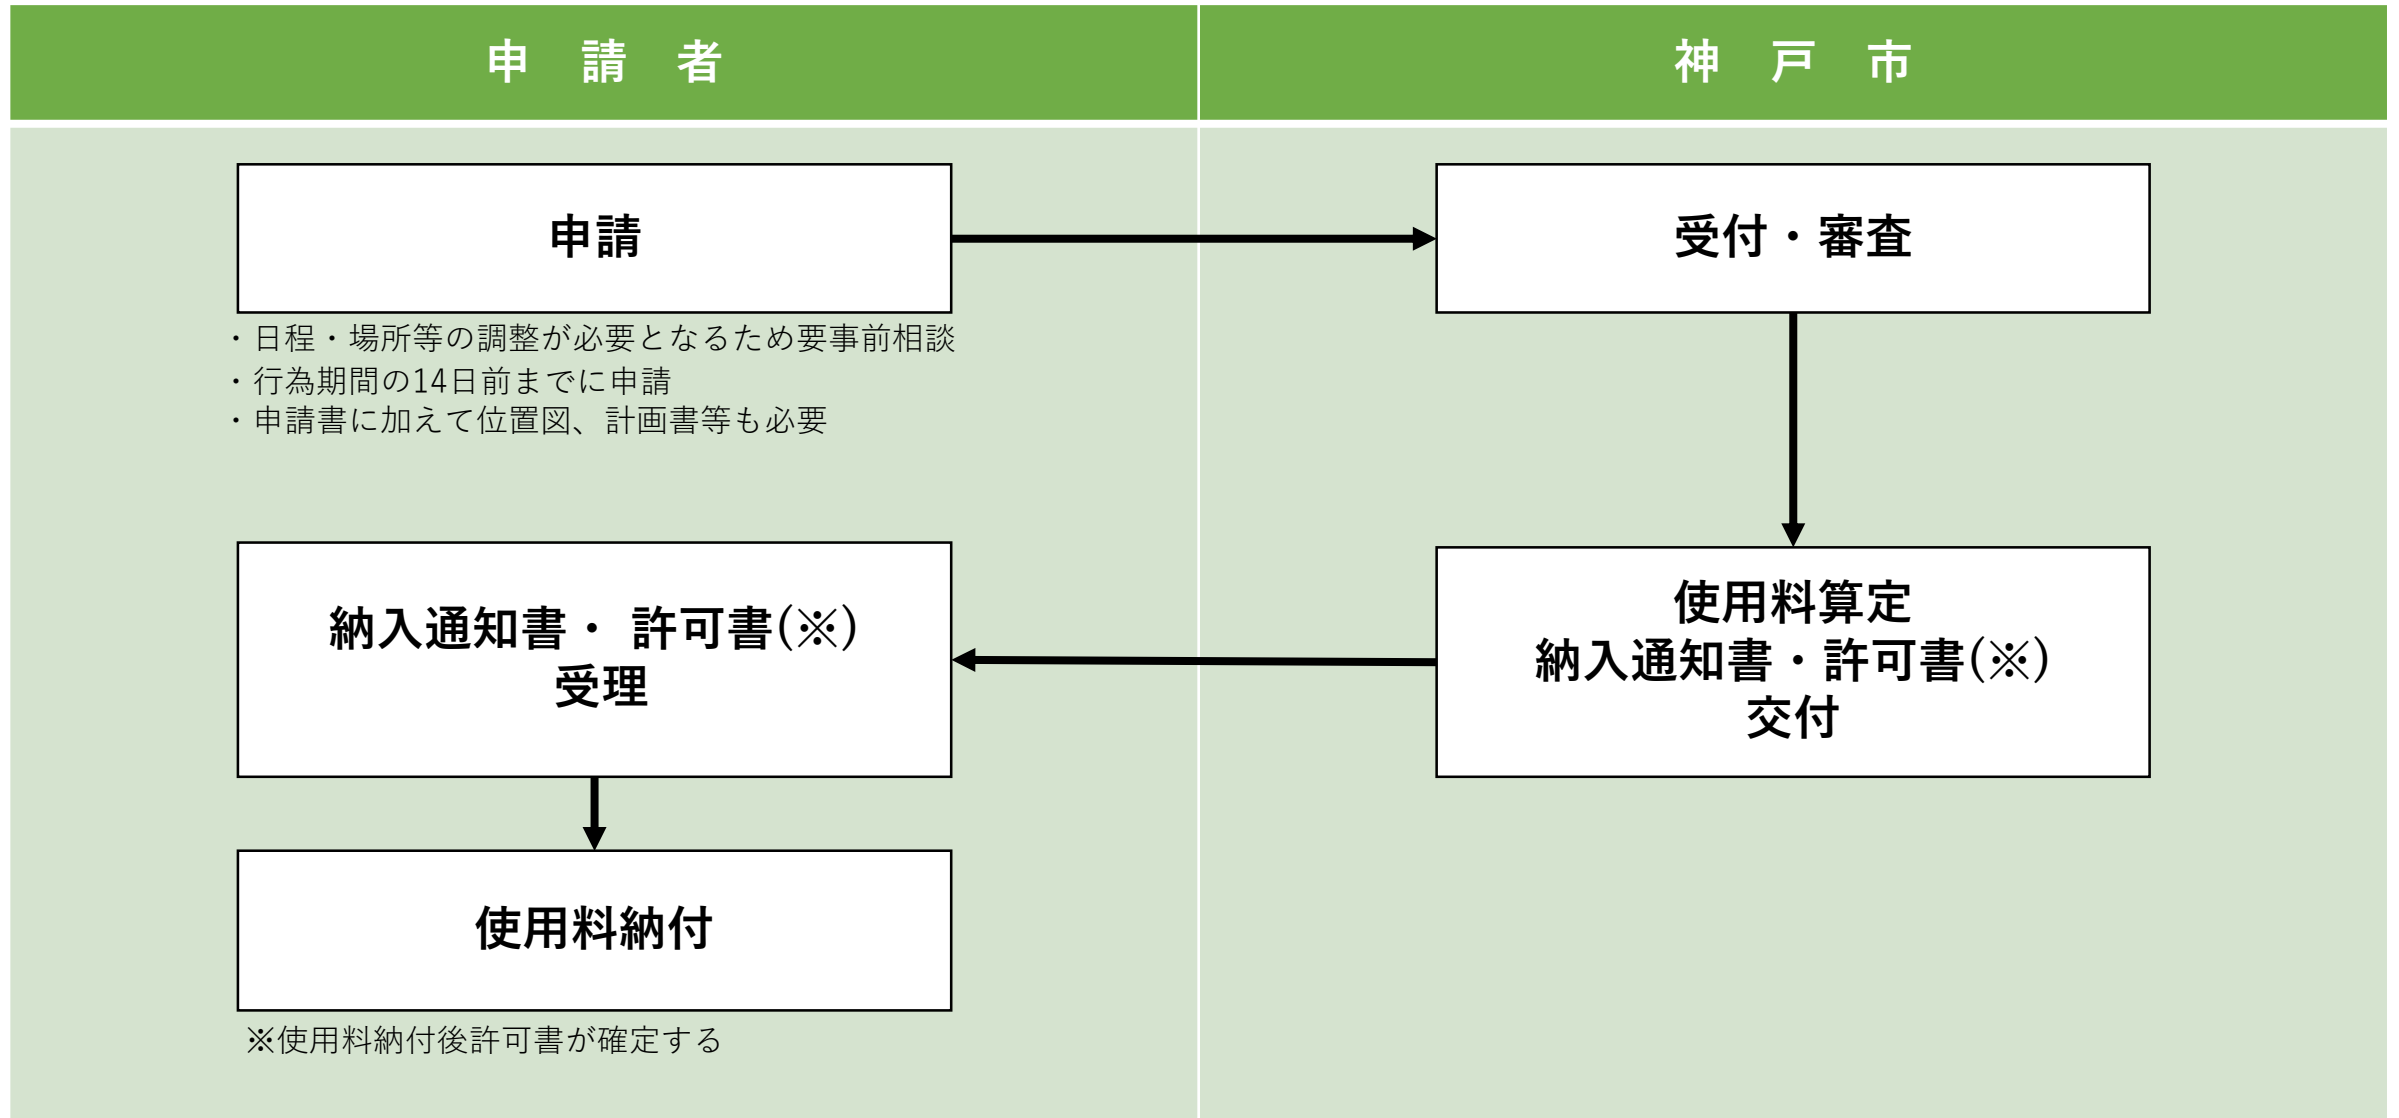 申　請　者
神　戸　市
申請
受付・審査
・日程・場所等の調整が必要となるため要事前相談
・行為期間の14日前までに申請
・申請書に加えて位置図、計画書等も必要
使用料算定
納入通知書・許可書(※)
交付
納入通知書・ 許可書(※)
受理
使用料納付
※使用料納付後許可書が確定する